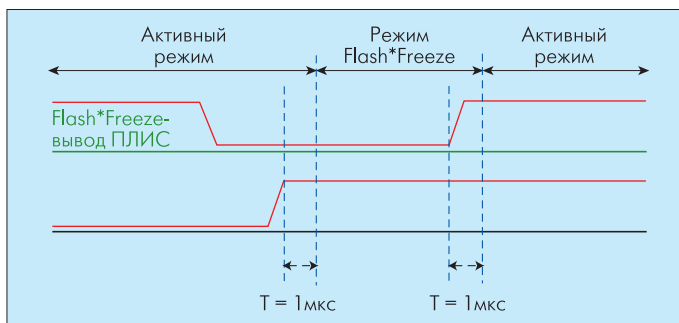 Активный
режим
Режим
Flash*Freeze
Активный
режим
Flash*Freeze-
вывод ПЛИС
T = 1мкс
T = 1мкс